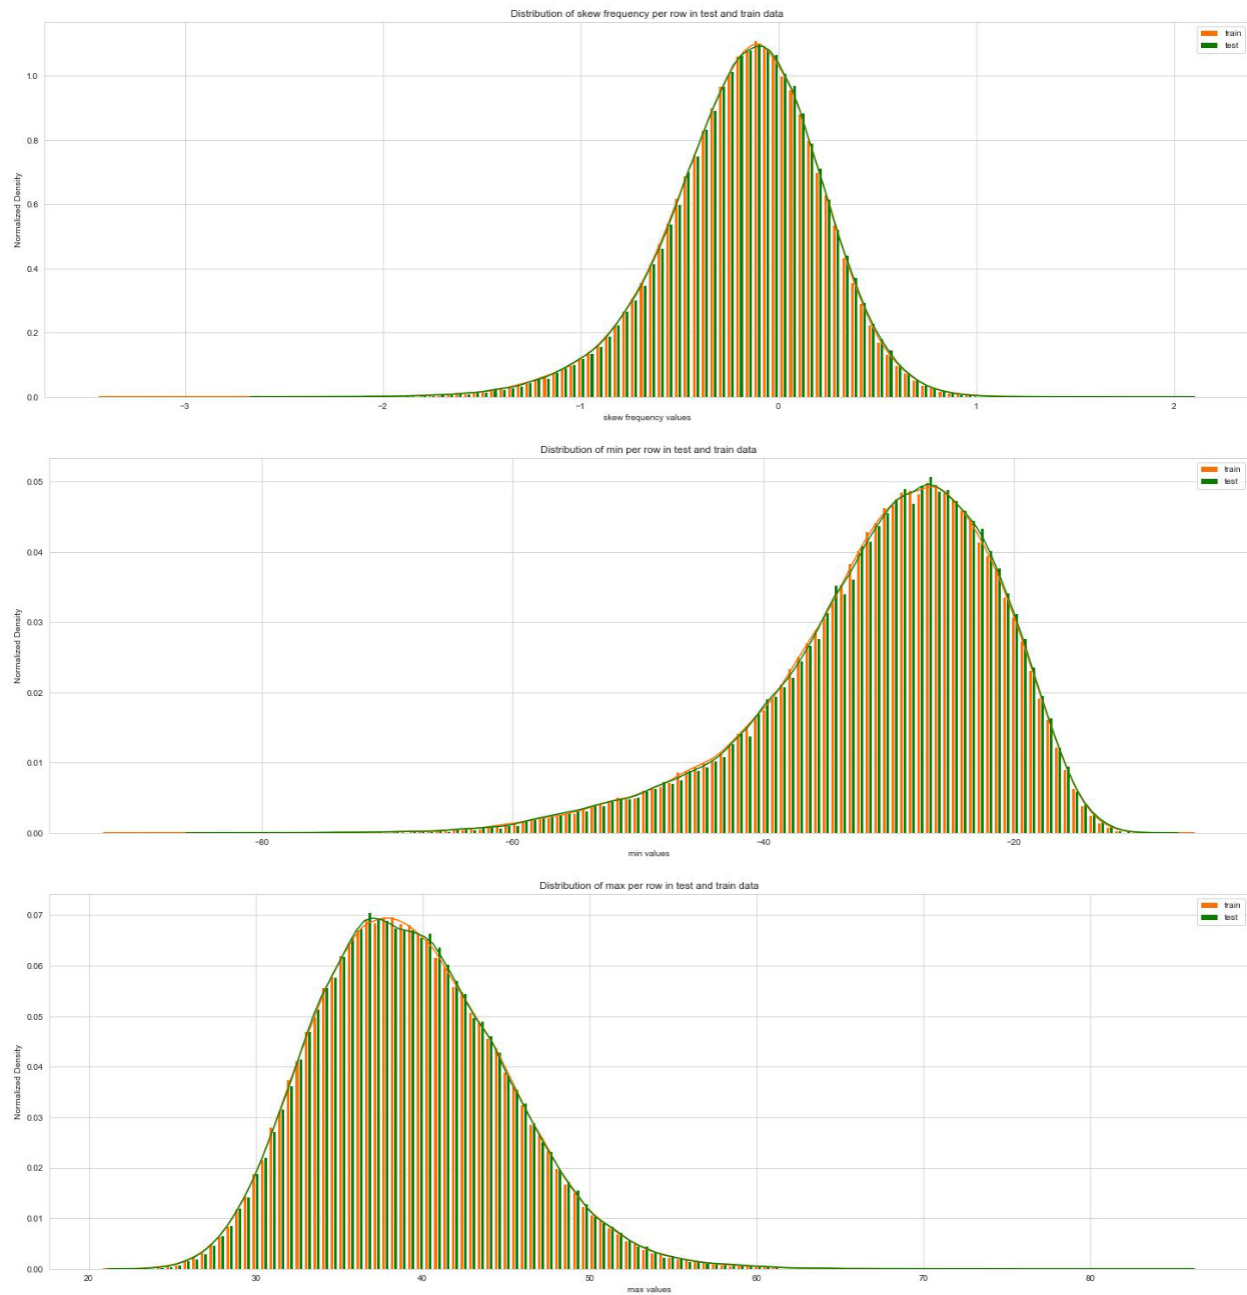 Distribution of skew frequency per row in test and train data
train
test
Normalized Density
1.0
0.8
0.6
0.4
0.2
0.0
−3 −2 −1 0 1 2
skew frequency values
Distribution of min per row in test and train data
train
test
Normalized Density
0.05
0.04
0.03
0.02
0.01
0.00
−80 −60 −40 −20
min values
Distribution of max per row in test and train data
train
test
Normalized Density
0.07
0.06
0.05
0.04
0.03
0.02
0.01
0.00
20 30 40 50 60 70 80
max values